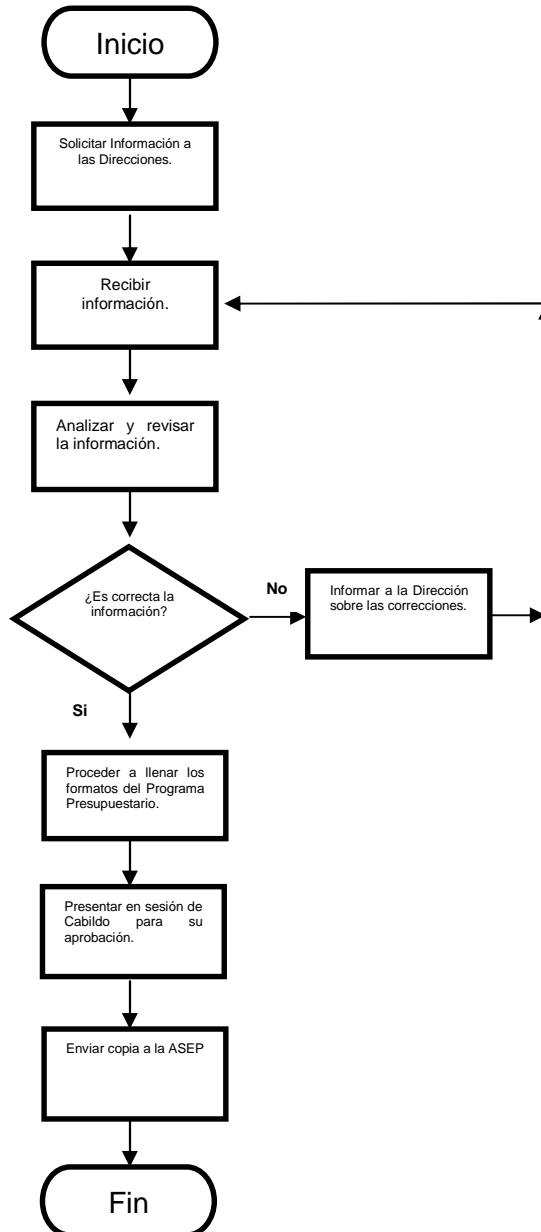 Inicio
Solicitar Información a
las Direcciones.
Recibir
información.
Analizar y revisar
la información.
¿Es correcta la
información?
No
Informar a la Dirección
sobre las correcciones.
Si
Proceder a llenar los
formatos del Programa
Presupuestario.
Presentar en sesión de
Cabildo para su
aprobación.
Enviar copia a la ASEP
Fin